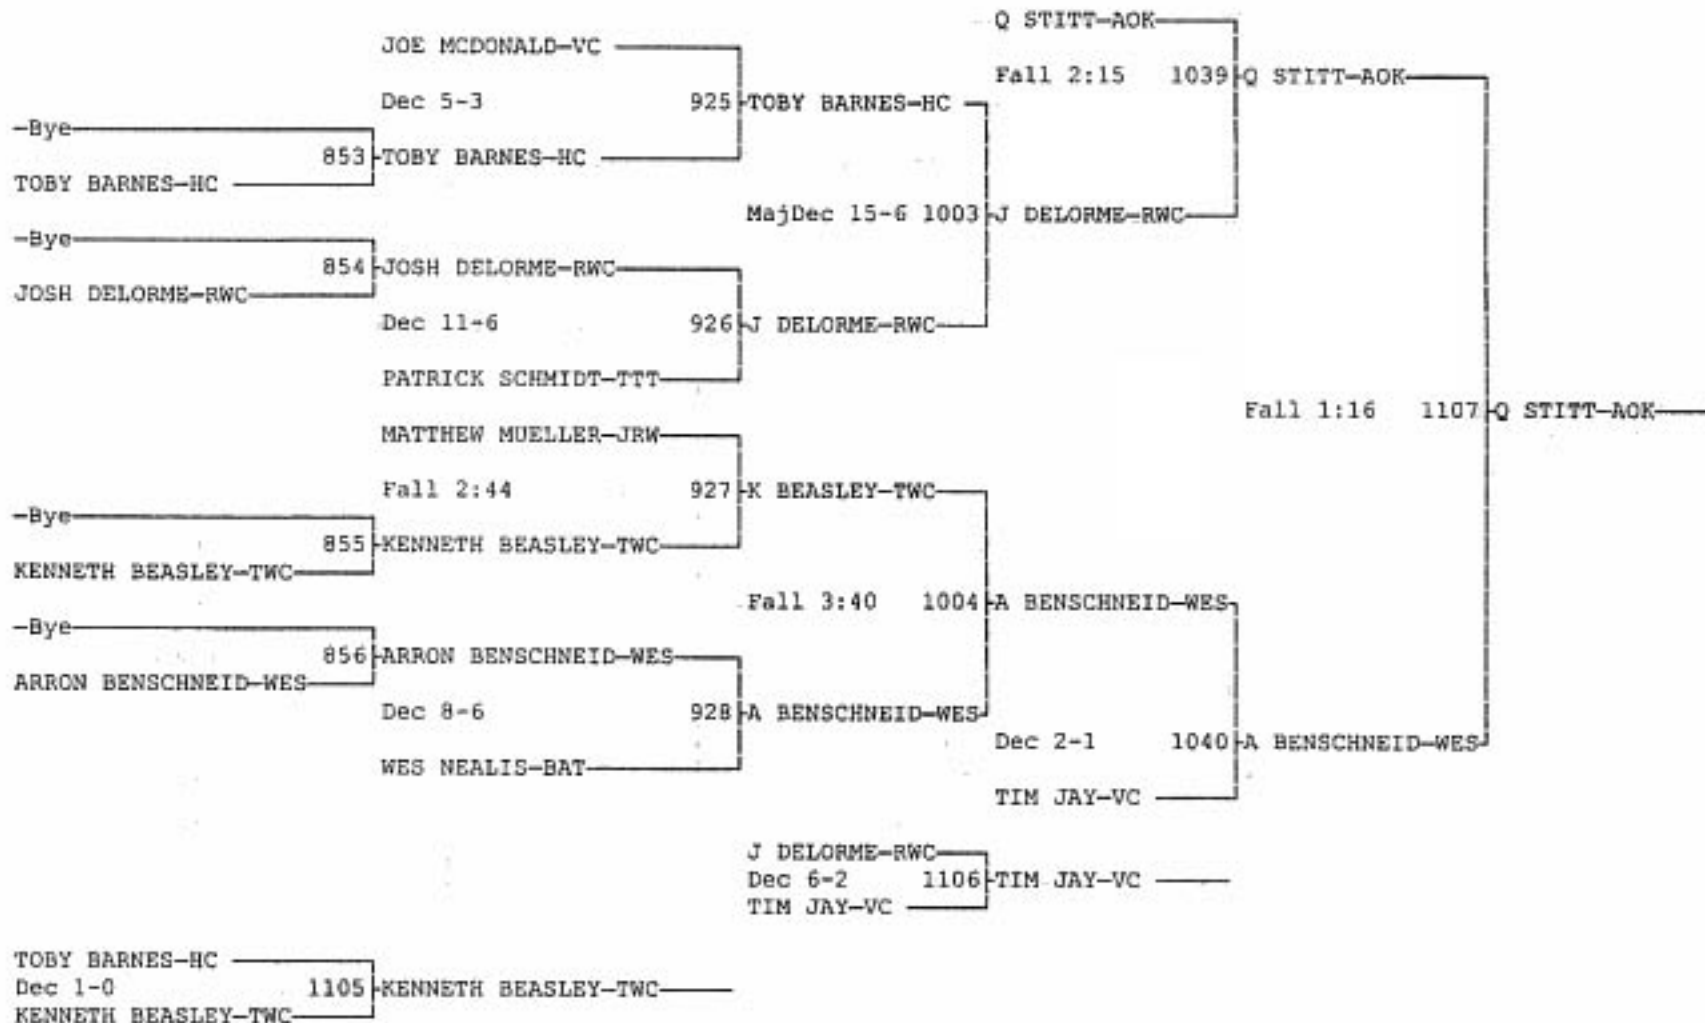 Q STITT-AOK
JOE MCDONALD-VC
Fall 2:15 1039 Q STITT-AOK
Dec 5-3 925 TOBY BARNES-HC
-Bye
853 TOBY BARNES-HC
TOBY BARNES-HC
MajDec 15-6 1003 J DELORME-RWC
-Bye
854 JOSH DELORME-RWC
JOSH DELORME-RWC
Dec 11-6 926 J DELORME-RWC
PATRICK SCHMIDT-TTT
Fall 1:16 1107 Q STITT-AOK
MATTHEW MUELLER-JRW
Fall 2:44 927 K BEASLEY-TWC
-Bye
855 KENNETH BEASLEY-TWC
KENNETH BEASLEY-TWC
Fall 3:40 1004 A BENSCHNEID-WES
-Bye
856 ARRON BENSCHNEID-WES
ARRON BENSCHNEID-WES
Dec 8-6 928 A BENSCHNEID-WES
Dec 2-1 1040 A BENSCHNEID-WES
WES NEALIS-BAT
TIM JAY-VC
J DELORME-RWC
Dec 6-2 1106 TIM JAY-VC
TIM JAY-VC
TOBY BARNES-HC
Dec 1-0 1105 KENNETH BEASLEY-TWC
KENNETH BEASLEY-TWC